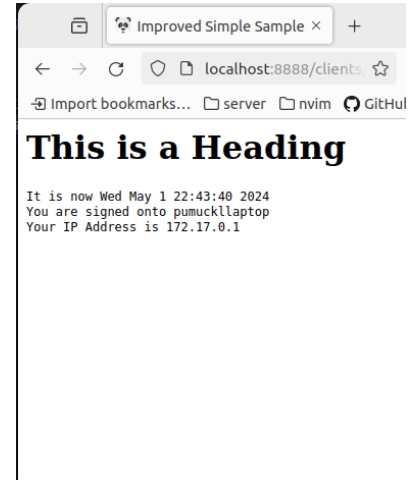 Improved Simple Sample
localhost:8888/clients
Import bookmarks... server nvim GitHu
This is a Heading
It is now Wed May 1 22:43:40 2024
You are signed onto pumuckllaptop
Your IP Address is 172.17.0.1